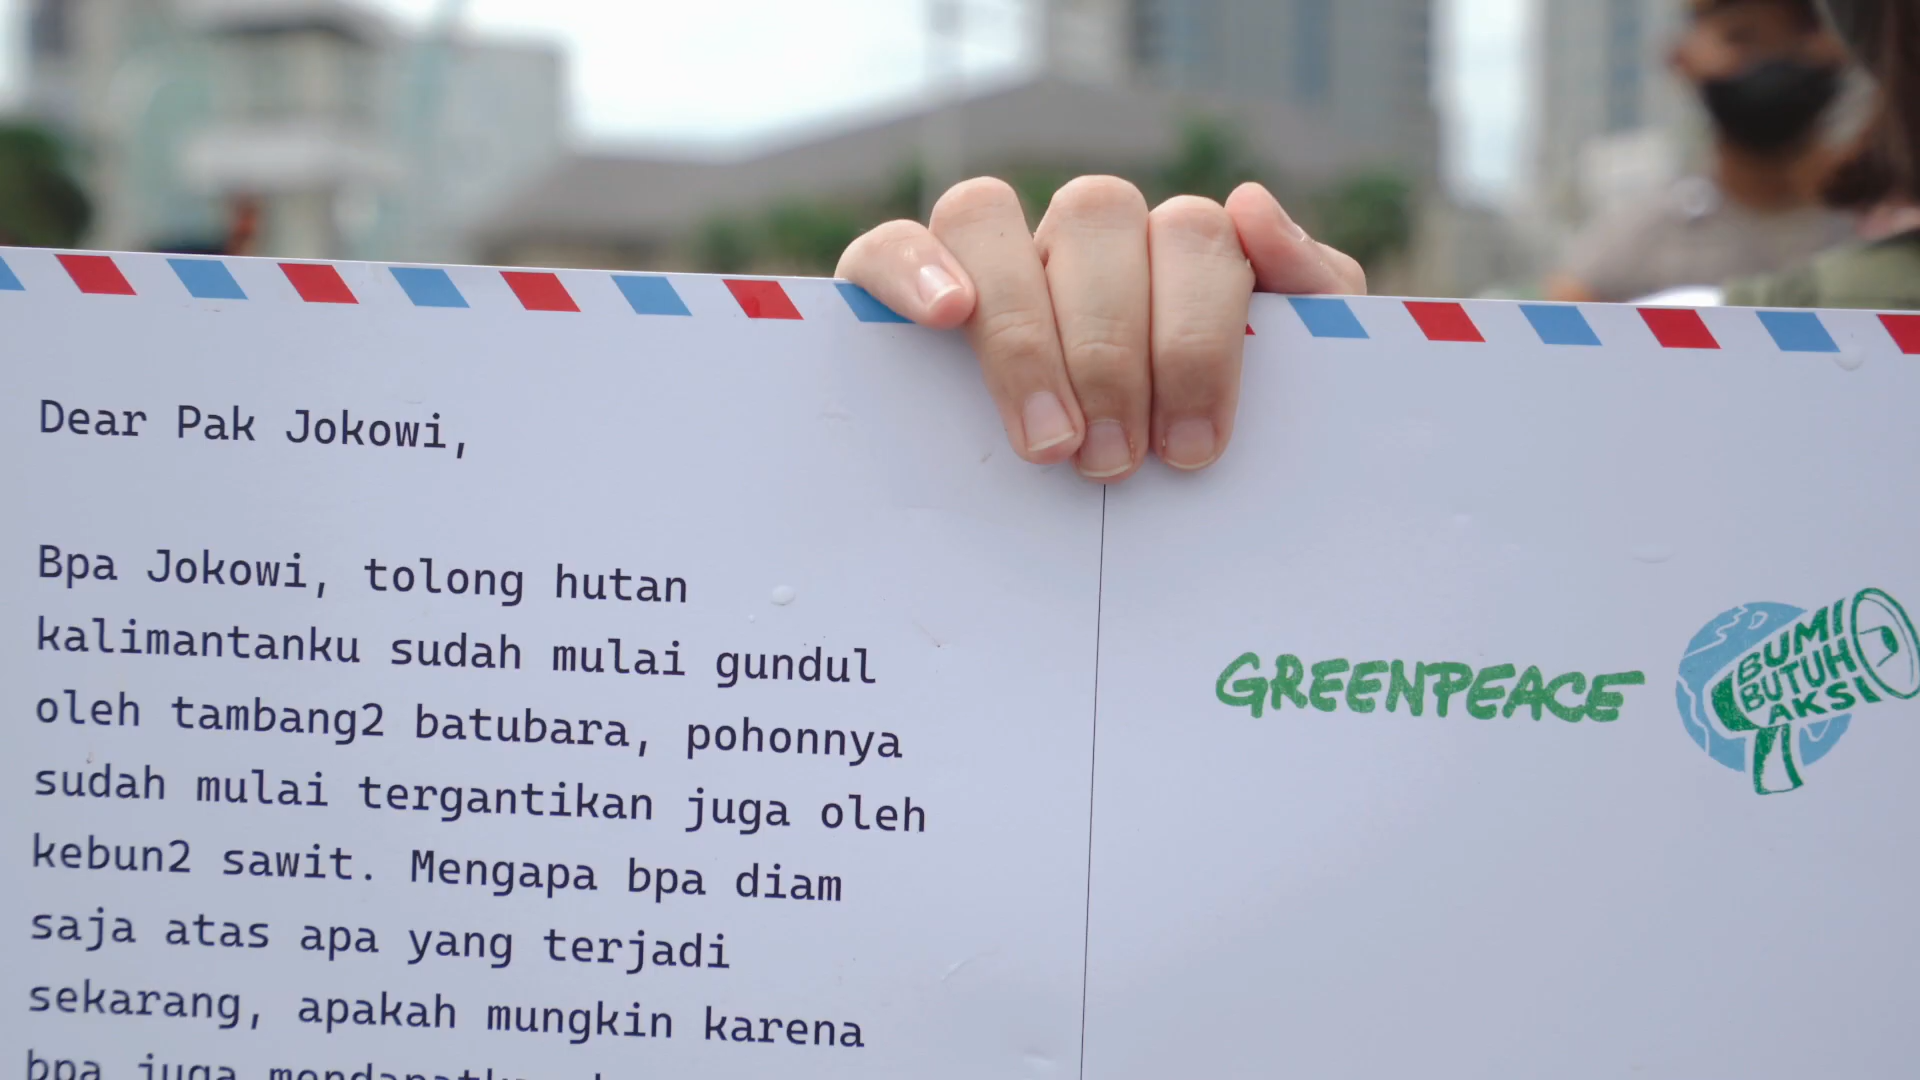 Dear Pak Jokowi,
Bpa Jokowi, tolong hutan
kalimantanku sudah mulai gundul
oleh tambang2 batubara, pohonnya
sudah mulai tergantikan juga oleh
kebun2 sawit. Mengapa bpa diam
saja atas apa yang terjadi
sekarang, apakah mungkin karena
bpa juga
GREENPEACE
BUMI
BUTUH
AKSI